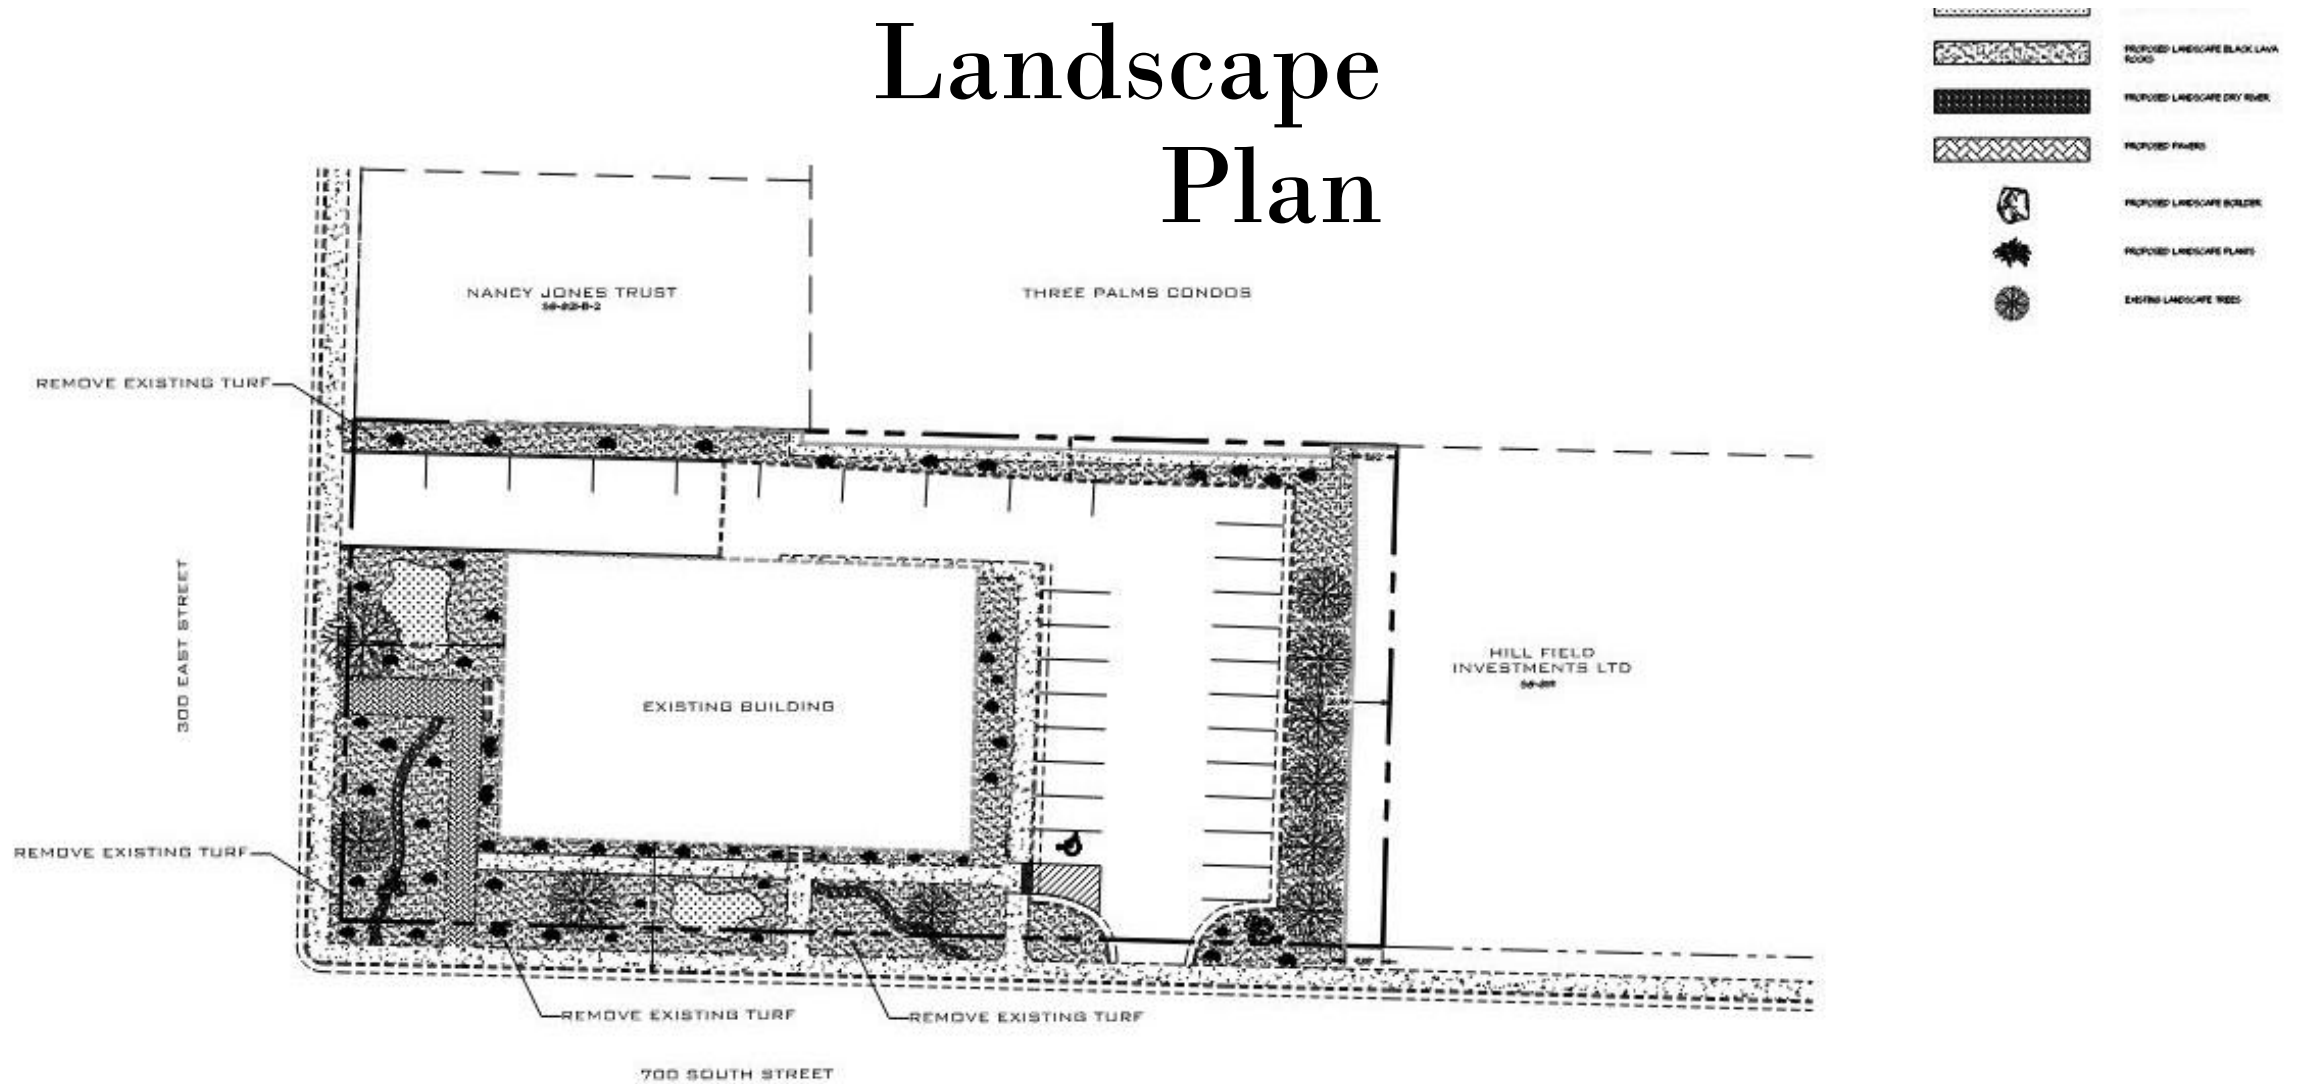 Landscape
Plan
PROPOSED LANDSCAPE BLACK LAVA
ROCKS
PROPOSED LANDSCAPE DRY RIVER
PROPOSED PAVERS
PROPOSED LANDSCAPE BOULDER
PROPOSED LANDSCAPE PLANTS
EXISTING LANDSCAPE TREES
NANCY JONES TRUST
THREE PALMS CONDOS
REMOVE EXISTING TURF
300 EAST STREET
EXISTING BUILDING
HILL FIELD
INVESTMENTS LTD
REMOVE EXISTING TURF
REMOVE EXISTING TURF
REMOVE EXISTING TURF
700 SOUTH STREET